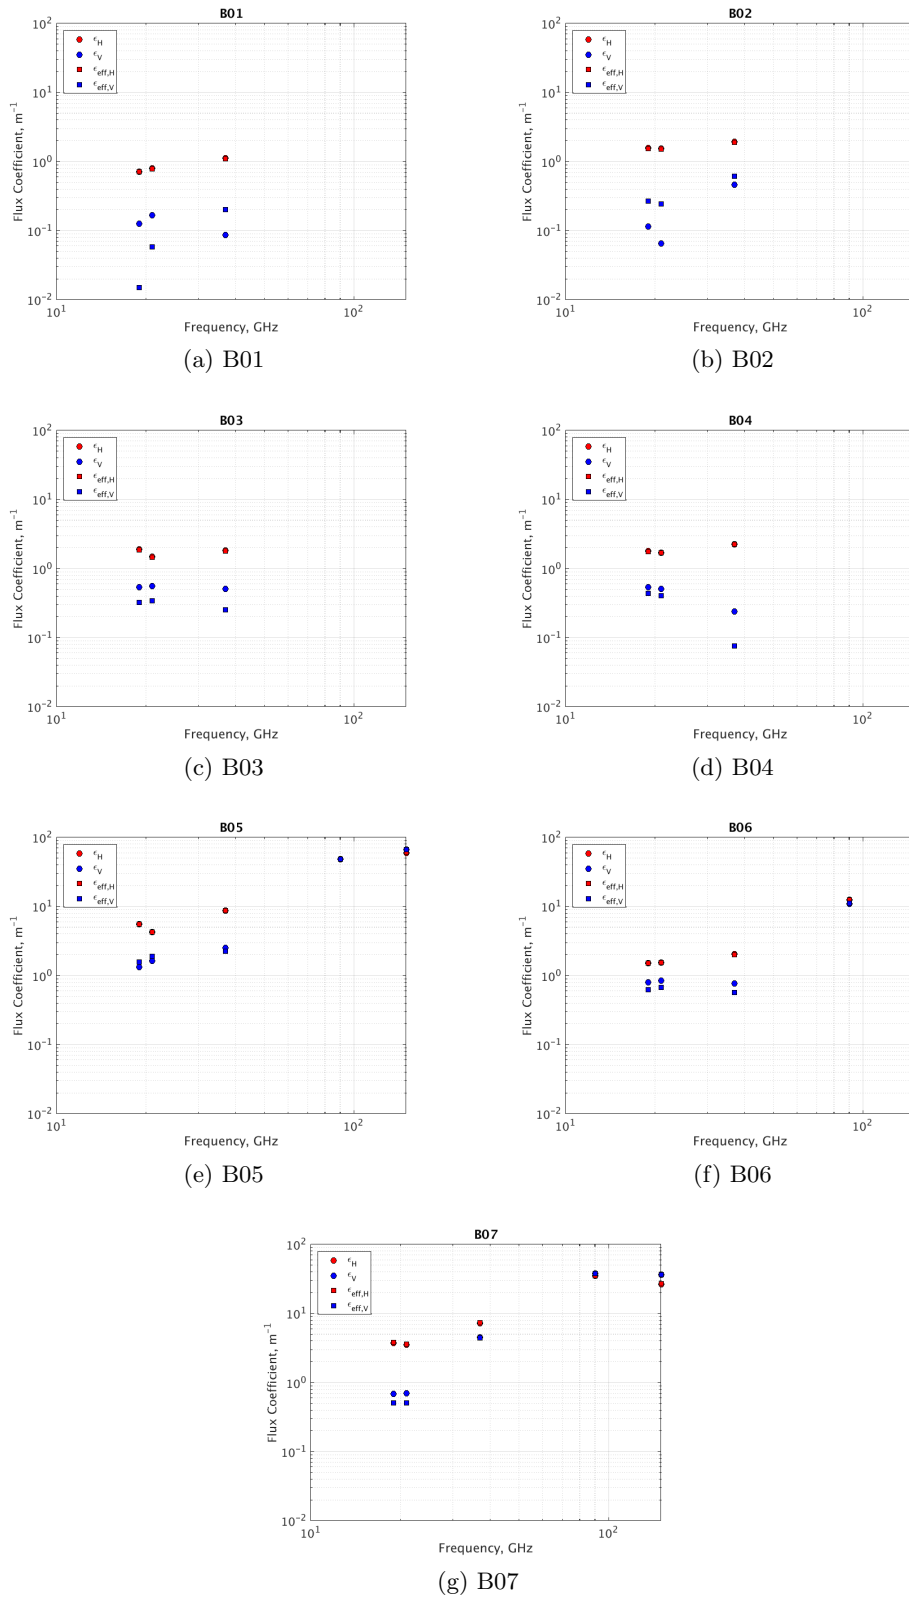 B01
10²
10¹
10⁰
10⁻¹
10⁻²
Flux Coefficient, m⁻¹
ϵ_H
ϵ_V
ϵ_eff,H
ϵ_eff,V
10¹ 10²
Frequency, GHz
(a) B01
B02
10²
10¹
10⁰
10⁻¹
10⁻²
Flux Coefficient, m⁻¹
ϵ_H
ϵ_V
ϵ_eff,H
ϵ_eff,V
10¹ 10²
Frequency, GHz
(b) B02
B03
10²
10¹
10⁰
10⁻¹
10⁻²
Flux Coefficient, m⁻¹
ϵ_H
ϵ_V
ϵ_eff,H
ϵ_eff,V
10¹ 10²
Frequency, GHz
(c) B03
B04
10²
10¹
10⁰
10⁻¹
10⁻²
Flux Coefficient, m⁻¹
ϵ_H
ϵ_V
ϵ_eff,H
ϵ_eff,V
10¹ 10²
Frequency, GHz
(d) B04
B05
10²
10¹
10⁰
10⁻¹
10⁻²
Flux Coefficient, m⁻¹
ϵ_H
ϵ_V
ϵ_eff,H
ϵ_eff,V
10¹ 10²
Frequency, GHz
(e) B05
B06
10²
10¹
10⁰
10⁻¹
10⁻²
Flux Coefficient, m⁻¹
ϵ_H
ϵ_V
ϵ_eff,H
ϵ_eff,V
10¹ 10²
Frequency, GHz
(f) B06
B07
10²
10¹
10⁰
10⁻¹
10⁻²
Flux Coefficient, m⁻¹
ϵ_H
ϵ_V
ϵ_eff,H
ϵ_eff,V
10¹ 10²
Frequency, GHz
(g) B07